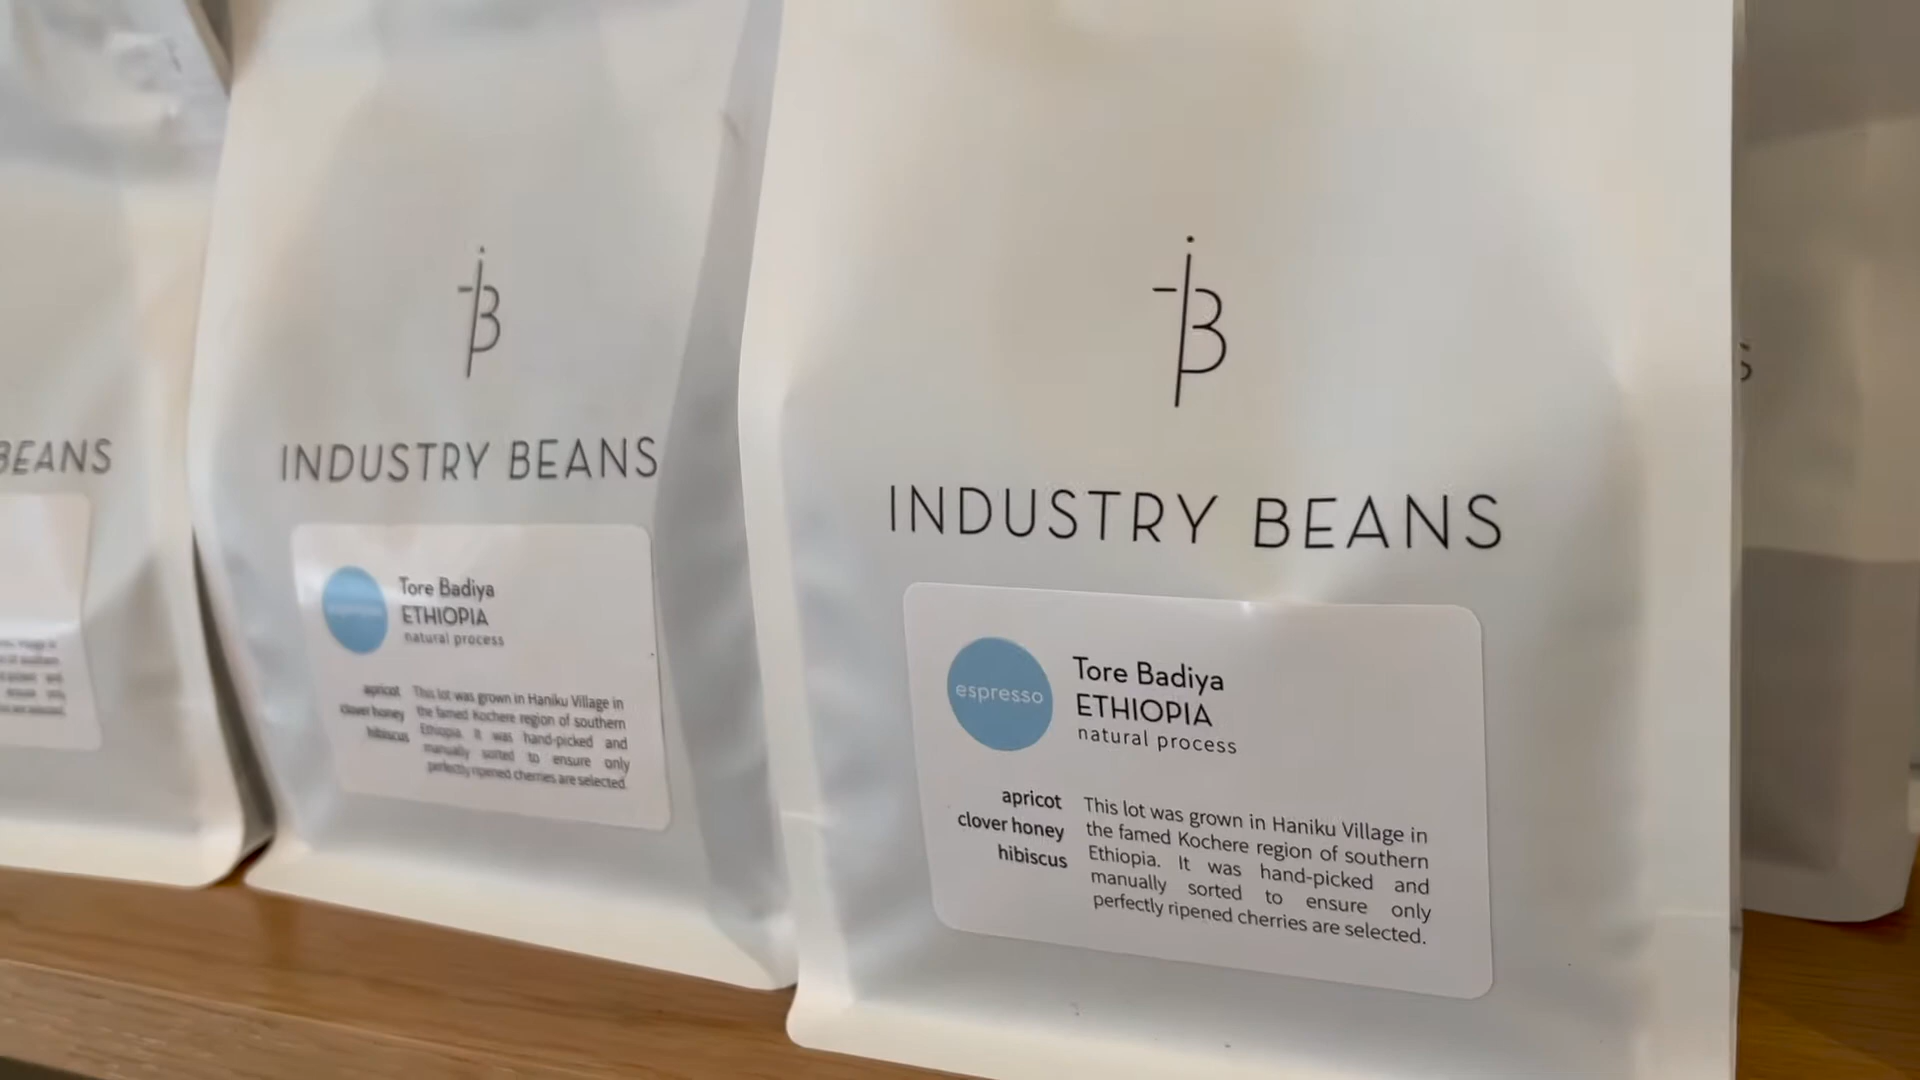 BEANS
INDUSTRY BEANS
Tore Badiya
ETHIOPIA
natural process
apricot
clover honey
hibiscus
This lot was grown in Haniku Village in
the famed Kochere region of southern
Ethiopia. It was hand-picked and
manually sorted to ensure only
perfectly ripened cherries are selected.
INDUSTRY BEANS
espresso
Tore Badiya
ETHIOPIA
natural process
apricot
clover honey
hibiscus
This lot was grown in Haniku Village in
the famed Kochere region of southern
Ethiopia. It was hand-picked and
manually sorted to ensure only
perfectly ripened cherries are selected.
S